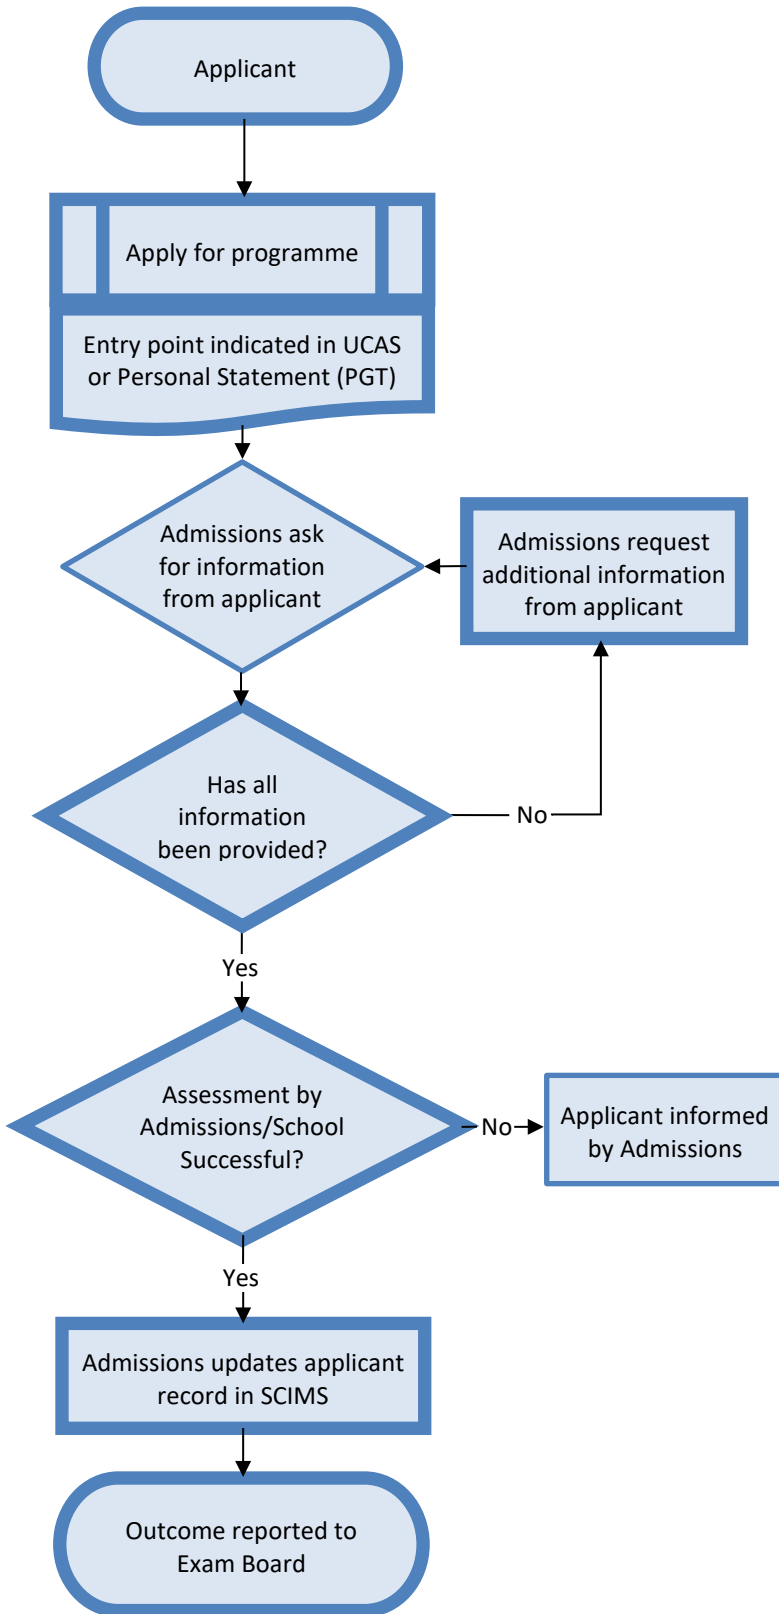 Applicant
Apply for programme
Entry point indicated in UCAS
or Personal Statement (PGT)
Admissions ask
for information
from applicant
Admissions request
additional information
from applicant
Has all
information
been provided?
No
Yes
Assessment by
Admissions/School
Successful?
No
Applicant informed
by Admissions
Yes
Admissions updates applicant
record in SCIMS
Outcome reported to
Exam Board